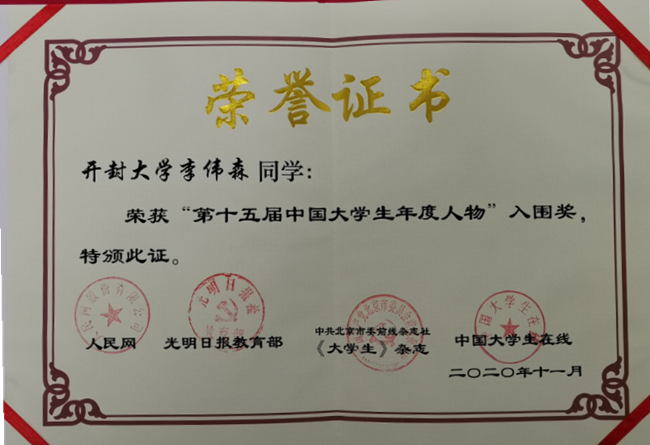 荣誉证书
开封大学李伟森 同学：
荣获“第十五届中国大学生年度人物”入围奖，
特颁此证。
人民网 光明日报教育部 中共北京市委前线杂志社 《大学生》杂志 中国大学生在线
二〇二〇年十一月